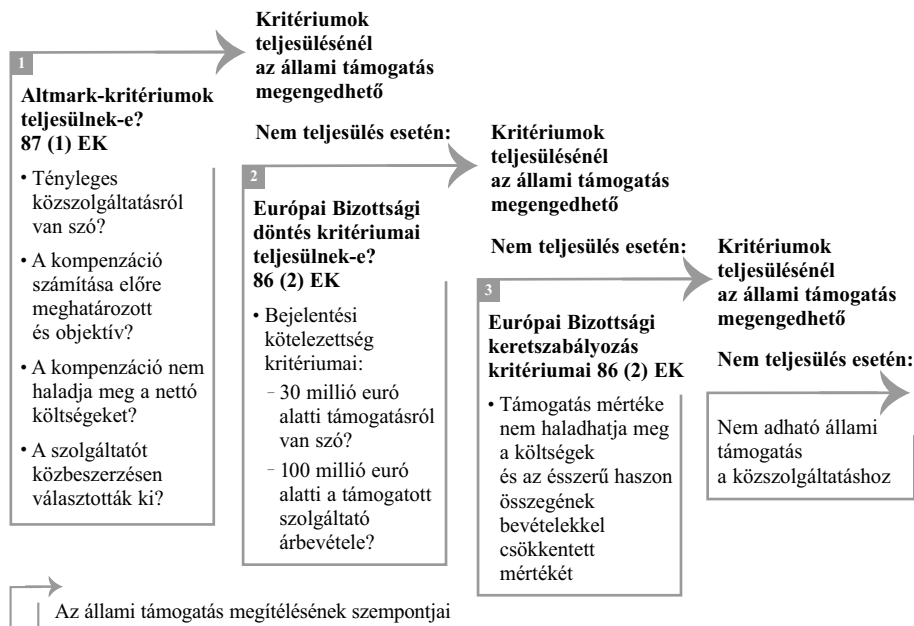 Kritériumok
teljesülésénél
az állami támogatás
megengedhető
1
Altmark-kritériumok
teljesülnek-e?
87 (1) EK
• Tényleges
közszolgáltatásról
van szó?
• A kompenzáció
számítása előre
meghatározott
és objektív?
• A kompenzáció nem
haladja meg a nettó
költségeket?
• A szolgáltatót
közbeszerzésen
választották ki?
Nem teljesülés esetén:
Kritériumok
teljesülésénél
az állami támogatás
megengedhető
2
Európai Bizottsági
döntés kritériumai
teljesülnek-e?
86 (2) EK
• Bejelentési
kötelezettség
kritériumai:
- 30 millió euró
alatti támogatásról
van szó?
- 100 millió euró
alatti a támogatott
szolgáltató
árbevétele?
Nem teljesülés esetén:
Kritériumok
teljesülésénél
az állami támogatás
megengedhető
3
Európai Bizottsági
keretszabályozás
kritériumai 86 (2) EK
• Támogatás mértéke
nem haladhatja meg
a költségek
és az ésszerű haszon
összegének
bevételekkel
csökkentett
mértékét
Nem teljesülés esetén:
Nem adható állami
támogatás
a közszolgáltatáshoz
Az állami támogatás megítélésének szempontjai